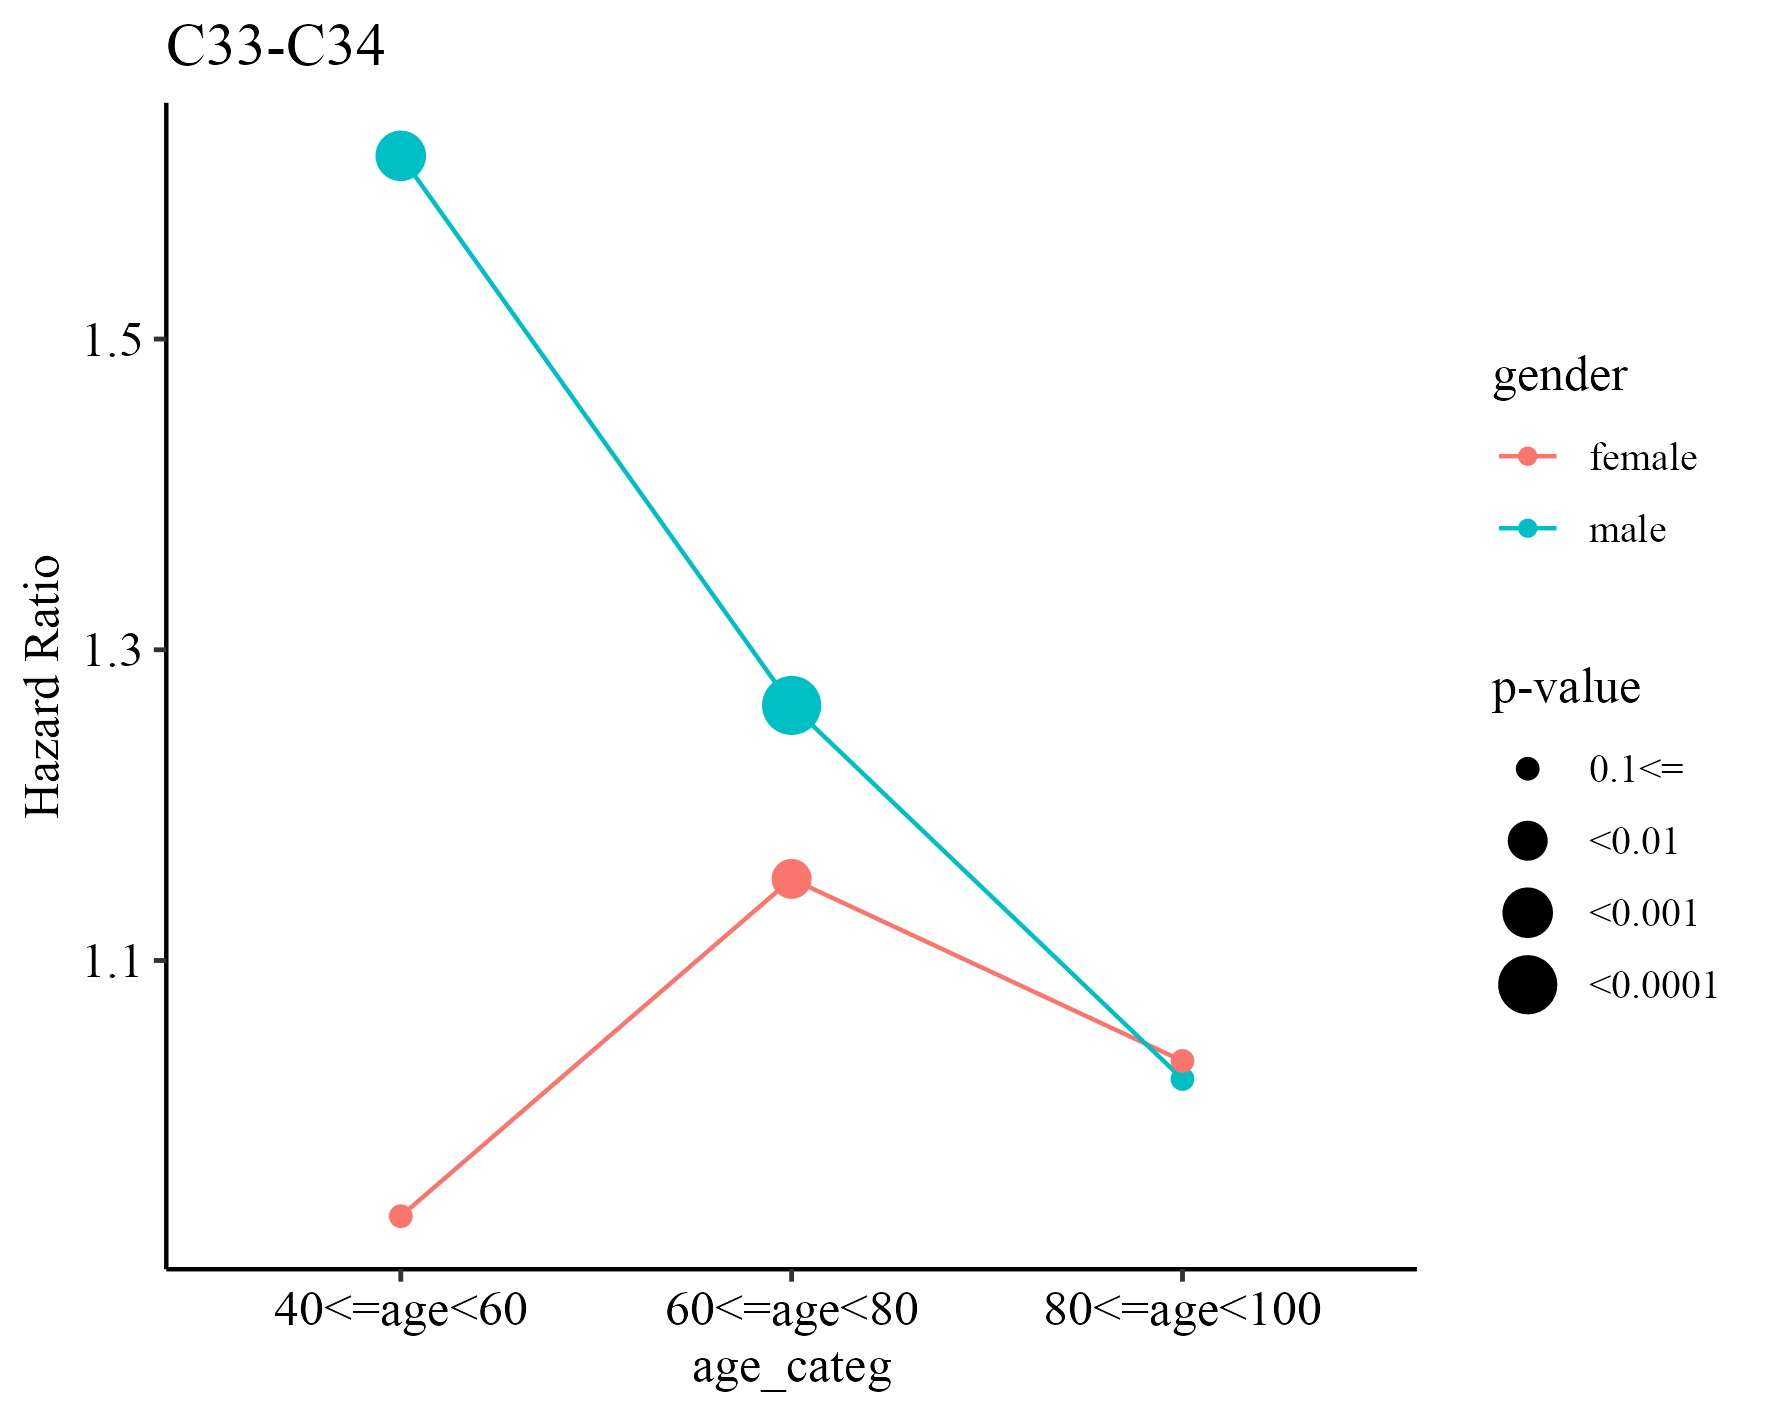 C33-C34
1.5
1.3
1.1
Hazard Ratio
40<=age<60
60<=age<80
80<=age<100
age_categ
gender
female
male
p-value
0.1<=
<0.01
<0.001
<0.0001